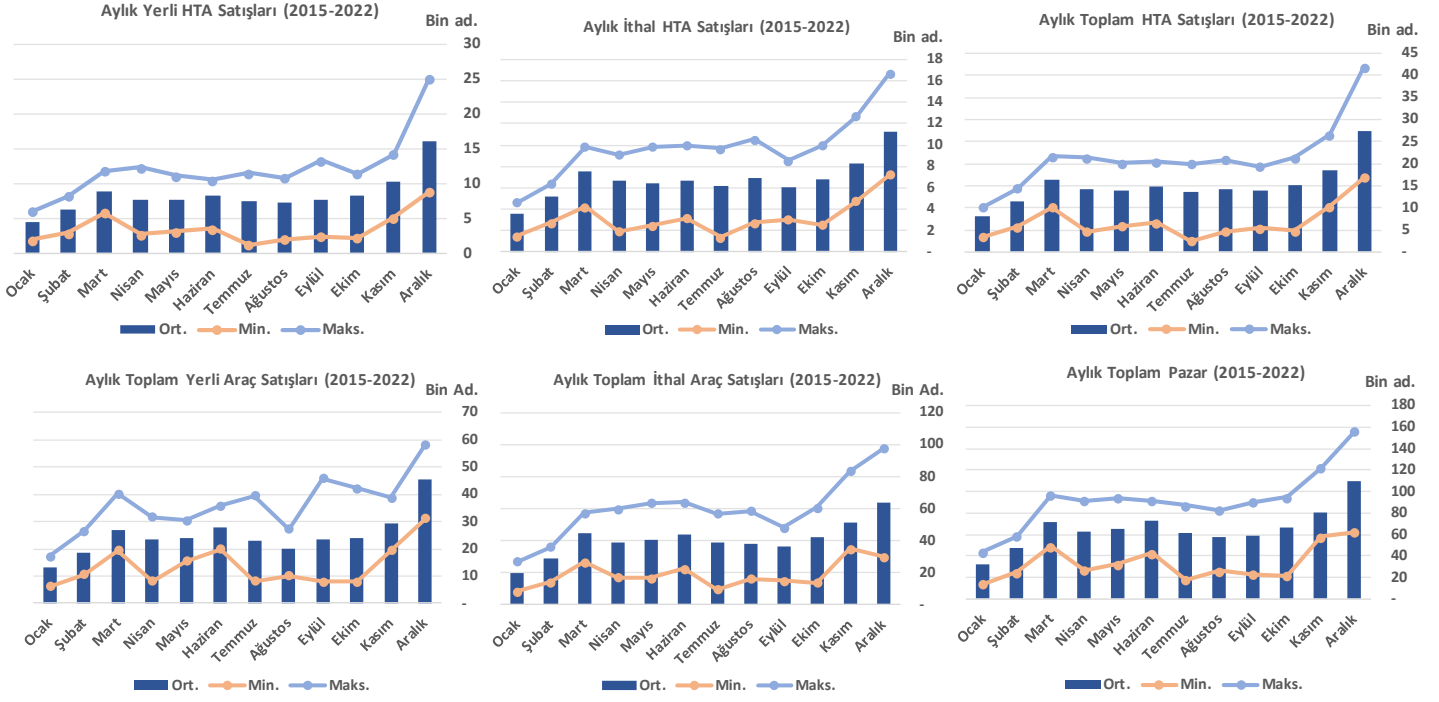 Aylık Yerli HTA Satışları (2015-2022)
Bin ad.
30
25
20
15
10
5
0
Ocak
Şubat
Mart
Nisan
Mayıs
Haziran
Temmuz
Ağustos
Eylül
Ekim
Kasım
Aralık
Ort. Min. Maks.
Aylık İthal HTA Satışları (2015-2022)
Bin ad.
18
16
14
12
10
8
6
4
2
-
Ocak
Şubat
Mart
Nisan
Mayıs
Haziran
Temmuz
Ağustos
Eylül
Ekim
Kasım
Aralık
Ort. Min. Maks.
Aylık Toplam HTA Satışları (2015-2022)
Bin ad.
45
40
35
30
25
20
15
10
5
-
Ocak
Şubat
Mart
Nisan
Mayıs
Haziran
Temmuz
Ağustos
Eylül
Ekim
Kasım
Aralık
Ort. Min. Maks.
Aylık Toplam Yerli Araç Satışları (2015-2022)
Bin Ad.
70
60
50
40
30
20
10
-
Ocak
Şubat
Mart
Nisan
Mayıs
Haziran
Temmuz
Ağustos
Eylül
Ekim
Kasım
Aralık
Ort. Min. Maks.
Aylık Toplam İthal Araç Satışları (2015-2022)
Bin Ad.
120
100
80
60
40
20
-
Ocak
Şubat
Mart
Nisan
Mayıs
Haziran
Temmuz
Ağustos
Eylül
Ekim
Kasım
Aralık
Ort. Min. Maks.
Aylık Toplam Pazar (2015-2022)
Bin ad.
180
160
140
120
100
80
60
40
20
-
Ocak
Şubat
Mart
Nisan
Mayıs
Haziran
Temmuz
Ağustos
Eylül
Ekim
Kasım
Aralık
Ort. Min. Maks.